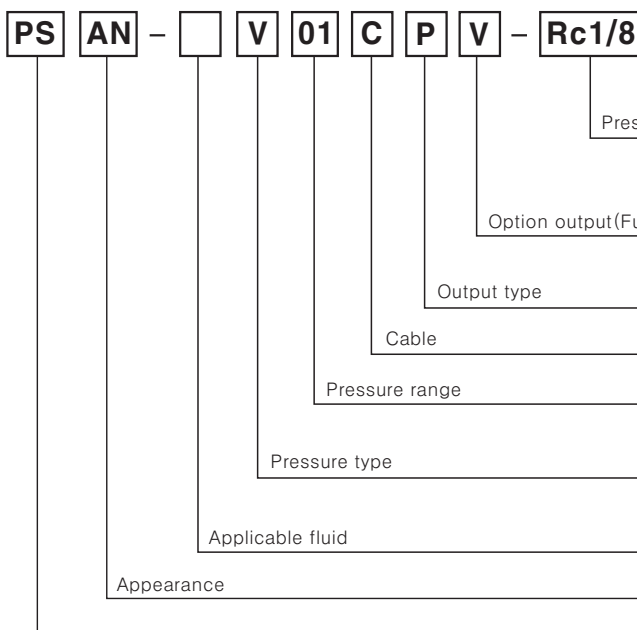 PS AN – V 01 C P V – Rc1/8
Pres
Option output(Fu
Output type
Cable
Pressure range
Pressure type
Applicable fluid
Appearance